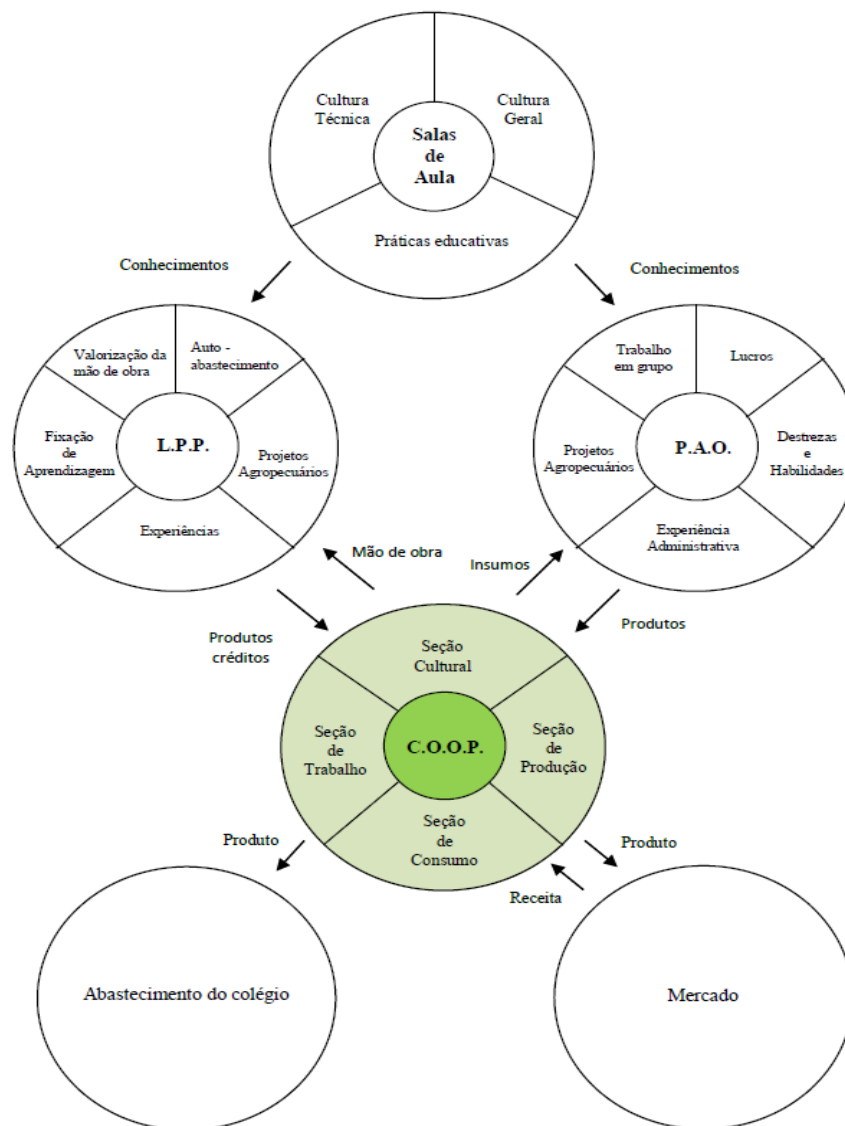 Cultura
Técnica
Cultura
Geral
Salas
de
Aula
Práticas educativas
Conhecimentos
Conhecimentos
Valorização da
mão de obra
Auto -
abastecimento
Fixação
de
Aprendizagem
L.P.P.
Projetos
Agropecuários
Experiências
Trabalho
em grupo
Lucros
Projetos
Agropecuários
P.A.O.
Destrezas
e
Habilidades
Experiência
Administrativa
Mão de obra
Insumos
Produtos
créditos
Produtos
Seção
Cultural
Seção
de
Trabalho
C.O.O.P.
Seção
de
Produção
Seção
de
Consumo
Produto
Produto
Receita
Abastecimento do colégio
Mercado